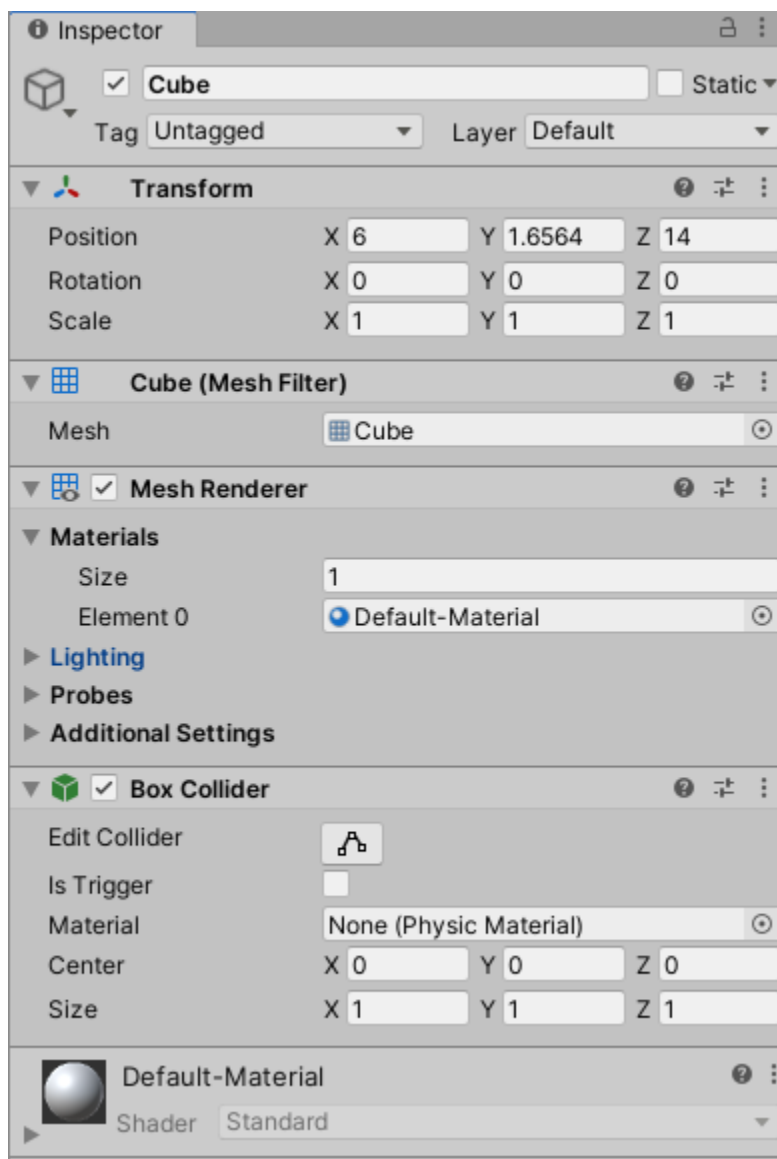 Inspector
Cube Static
Tag Untagged Layer Default
Transform
Position X 6 Y 1.6564 Z 14
Rotation X 0 Y 0 Z 0
Scale X 1 Y 1 Z 1
Cube (Mesh Filter)
Mesh Cube
Mesh Renderer
Materials
Size 1
Element 0 Default-Material
Lighting
Probes
Additional Settings
Box Collider
Edit Collider
Is Trigger
Material None (Physic Material)
Center X 0 Y 0 Z 0
Size X 1 Y 1 Z 1
Default-Material
Shader Standard